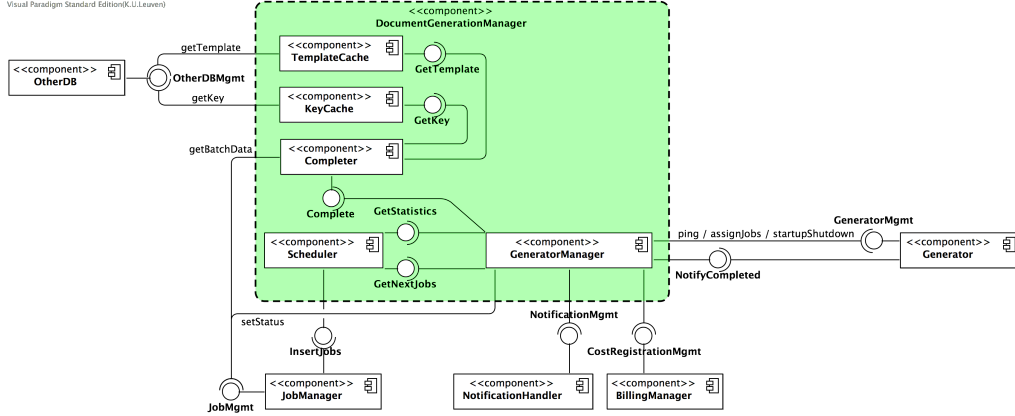 Visual Paradigm Standard Edition(K.U.Leuven)
<<component>>
DocumentGenerationManager
<<component>>
TemplateCache
getTemplate
GetTemplate
<<component>>
OtherDB
OtherDBMgmt
<<component>>
KeyCache
getKey
GetKey
<<component>>
Completer
getBatchData
Complete
GetStatistics
<<component>>
Scheduler
<<component>>
GeneratorManager
GetNextJobs
GeneratorMgmt
ping / assignJobs / startupShutdown
<<component>>
Generator
NotifyCompleted
setStatus
NotificationMgmt
InsertJobs
CostRegistrationMgmt
<<component>>
JobManager
JobMgmt
<<component>>
NotificationHandler
<<component>>
BillingManager